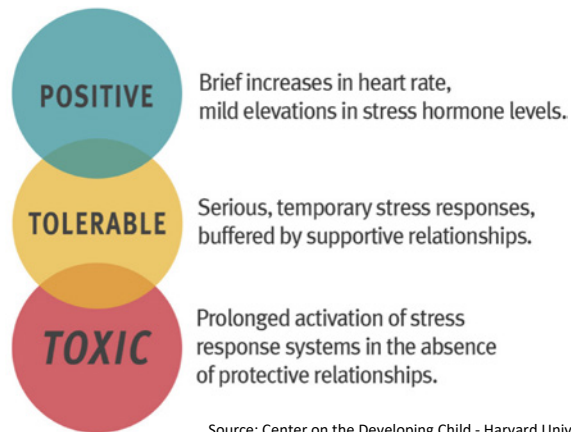 POSITIVE
Brief increases in heart rate,
mild elevations in stress hormone levels.
TOLERABLE
Serious, temporary stress responses,
buffered by supportive relationships.
TOXIC
Prolonged activation of stress
response systems in the absence
of protective relationships.
Source: Center on the Developing Child - Harvard Univ